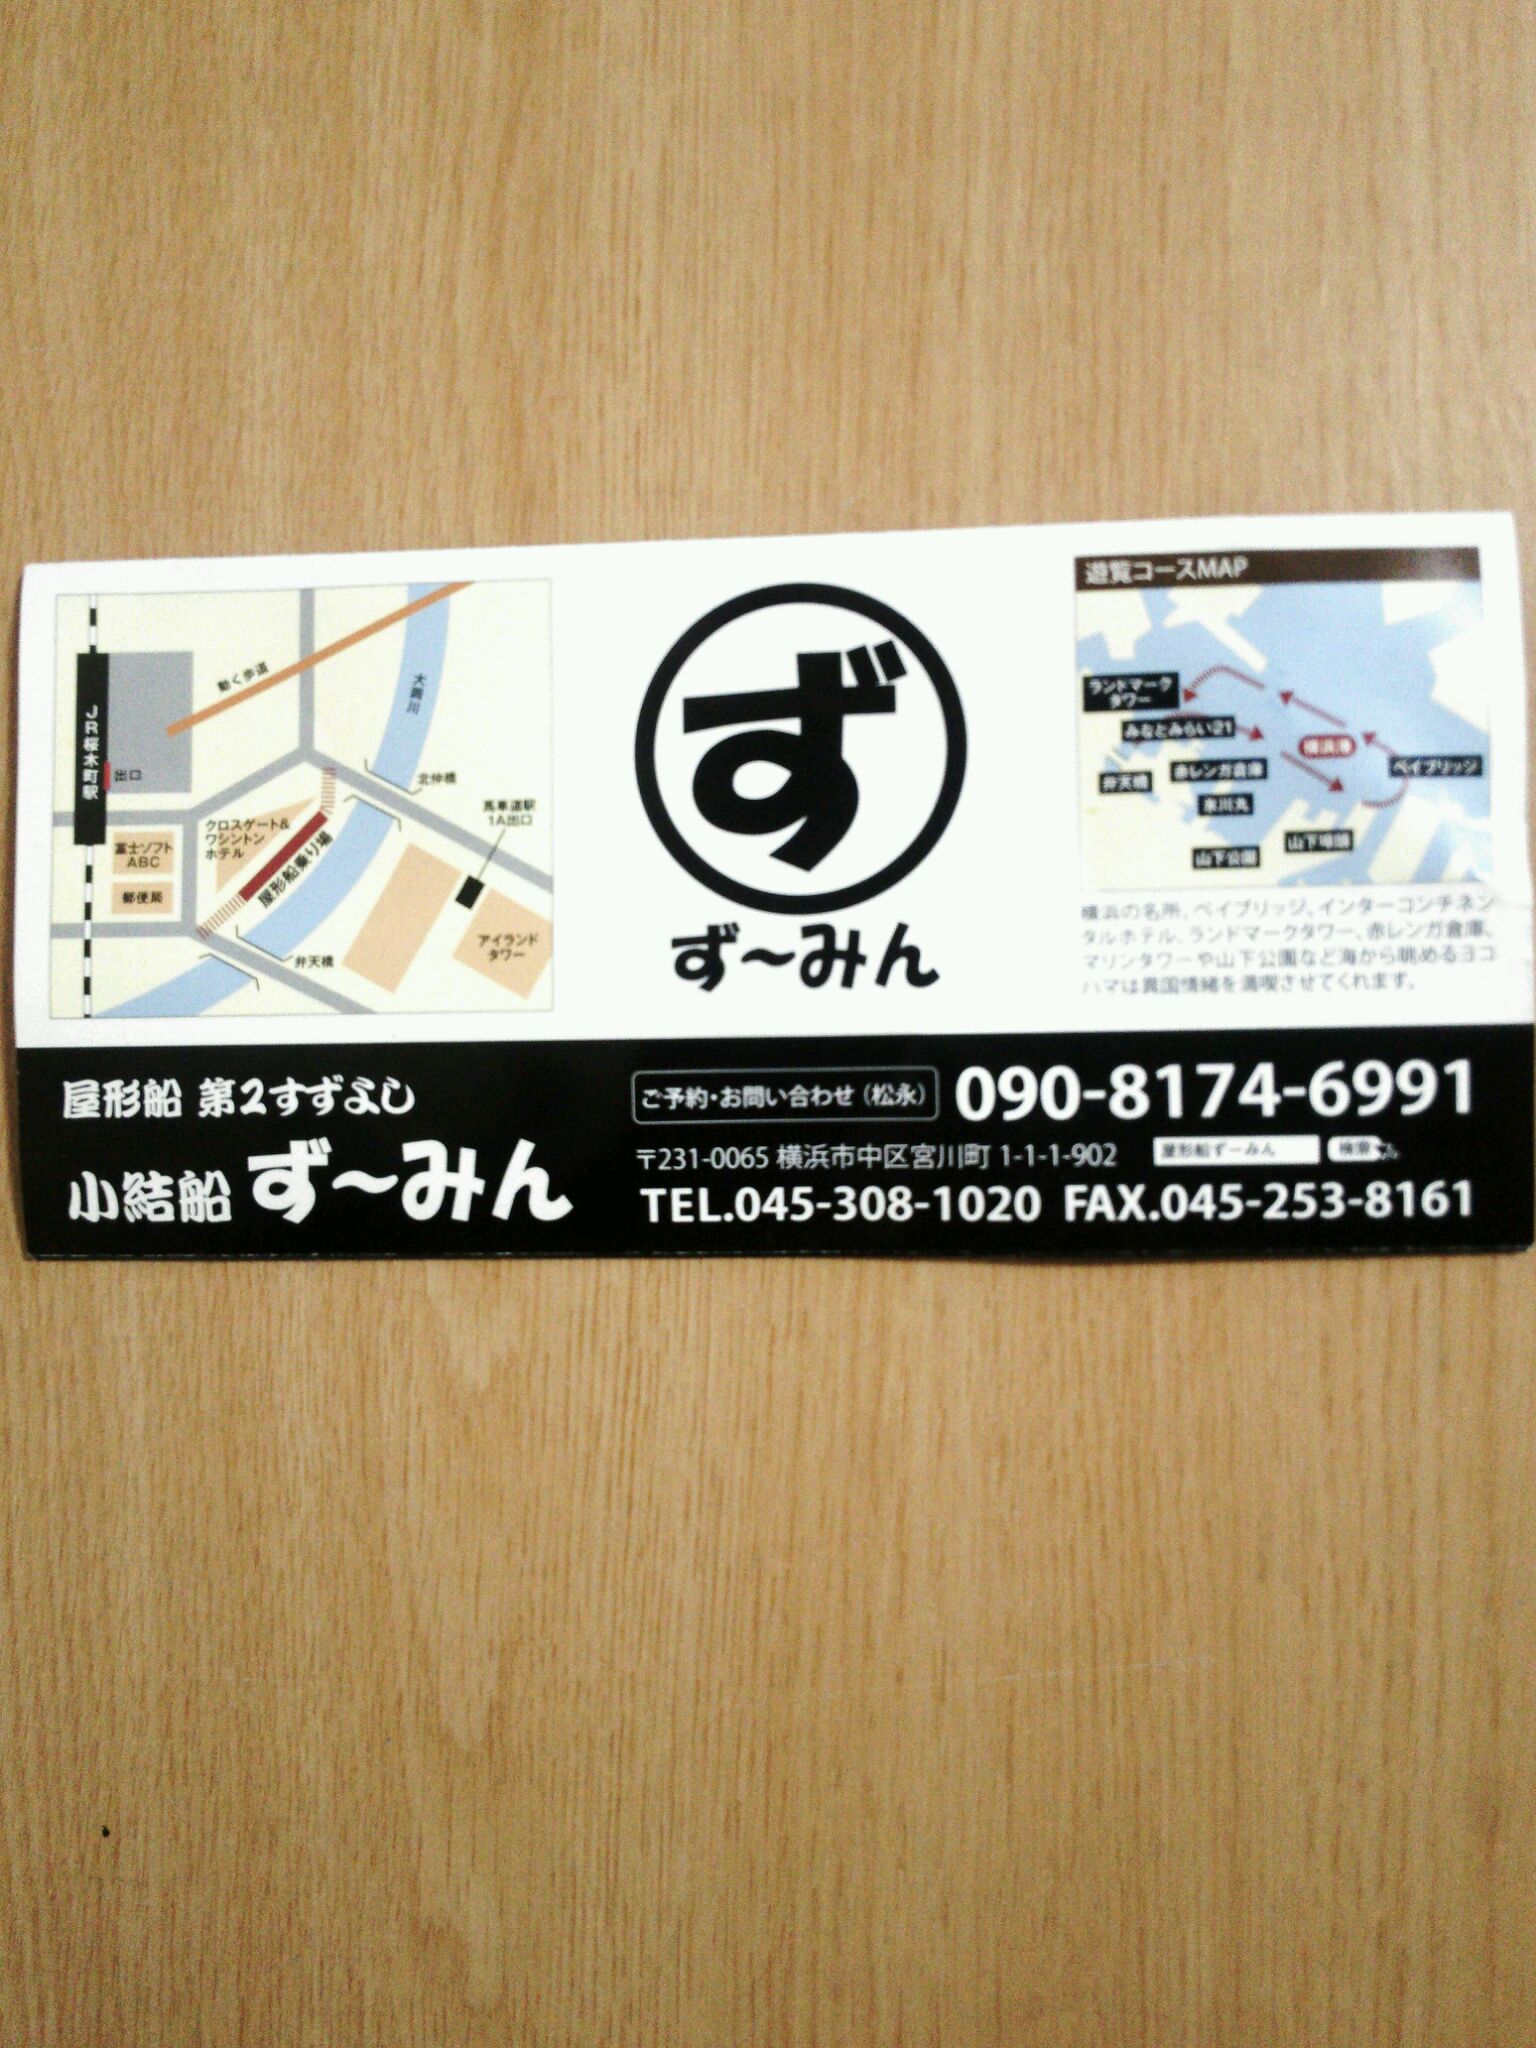 JR桜木町駅
出口
動く歩道
大岡川
北仲橋
馬車道駅
1A出口
クロスゲート&
ワシントン
ホテル
屋形船乗り場
富士ソフト
ABC
郵便局
弁天橋
アイランド
タワー
ず
ず～みん
遊覧コースMAP
ランドマーク
タワー
みなとみらい21
横浜港
ベイブリッジ
弁天橋
赤レンガ倉庫
氷川丸
山下公園
山下埠頭
横浜の名所、ベイブリッジ、インターコンチネン
タルホテル、ランドマークタワー、赤レンガ倉庫、
マリンタワーや山下公園など海から眺めるヨコ
ハマは異国情緒を満喫させてくれます。
屋形船 第2すずよし
小結船 ず～みん
ご予約・お問い合わせ（松永） 090-8174-6991
〒231-0065 横浜市中区宮川町 1-1-1-902 屋形船ずーみん 検索
TEL.045-308-1020 FAX.045-253-8161